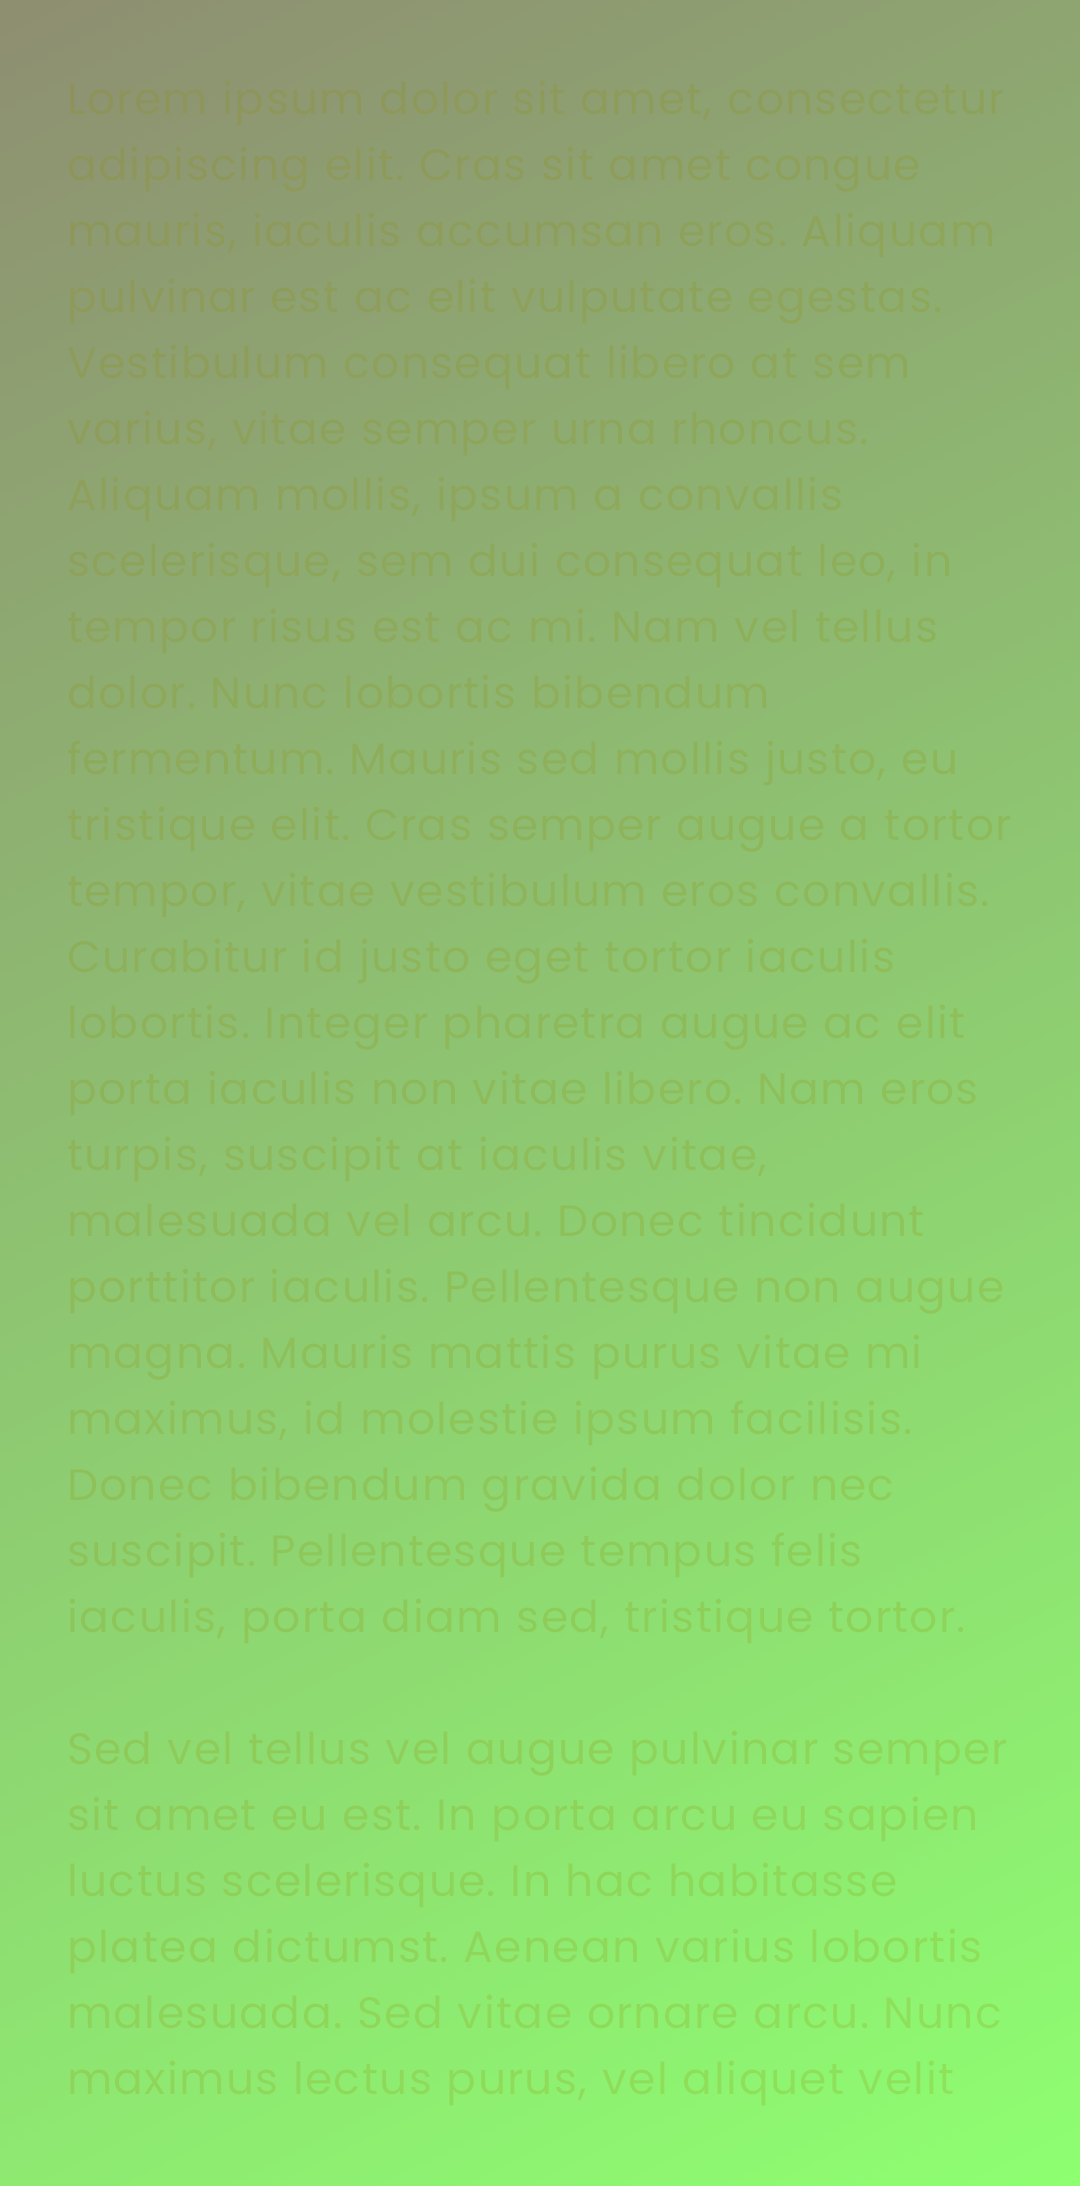 Lorem ipsum dolor sit amet, consectetur
adipiscing elit. Cras sit amet congue
mauris, iaculis accumsan eros. Aliquam
pulvinar est ac elit vulputate egestas.
Vestibulum consequat libero at sem
varius, vitae semper urna rhoncus.
Aliquam mollis, ipsum a convallis
scelerisque, sem dui consequat leo, in
tempor risus est ac mi. Nam vel tellus
dolor. Nunc lobortis bibendum
fermentum. Mauris sed mollis justo, eu
tristique elit. Cras semper augue a tortor
tempor, vitae vestibulum eros convallis.
Curabitur id justo eget tortor iaculis
lobortis. Integer pharetra augue ac elit
porta iaculis non vitae libero. Nam eros
turpis, suscipit at iaculis vitae,
malesuada vel arcu. Donec tincidunt
porttitor iaculis. Pellentesque non augue
magna. Mauris mattis purus vitae mi
maximus, id molestie ipsum facilisis.
Donec bibendum gravida dolor nec
suscipit. Pellentesque tempus felis
iaculis, porta diam sed, tristique tortor.
Sed vel tellus vel augue pulvinar semper
sit amet eu est. In porta arcu eu sapien
luctus scelerisque. In hac habitasse
platea dictumst. Aenean varius lobortis
malesuada. Sed vitae ornare arcu. Nunc
maximus lectus purus, vel aliquet velit